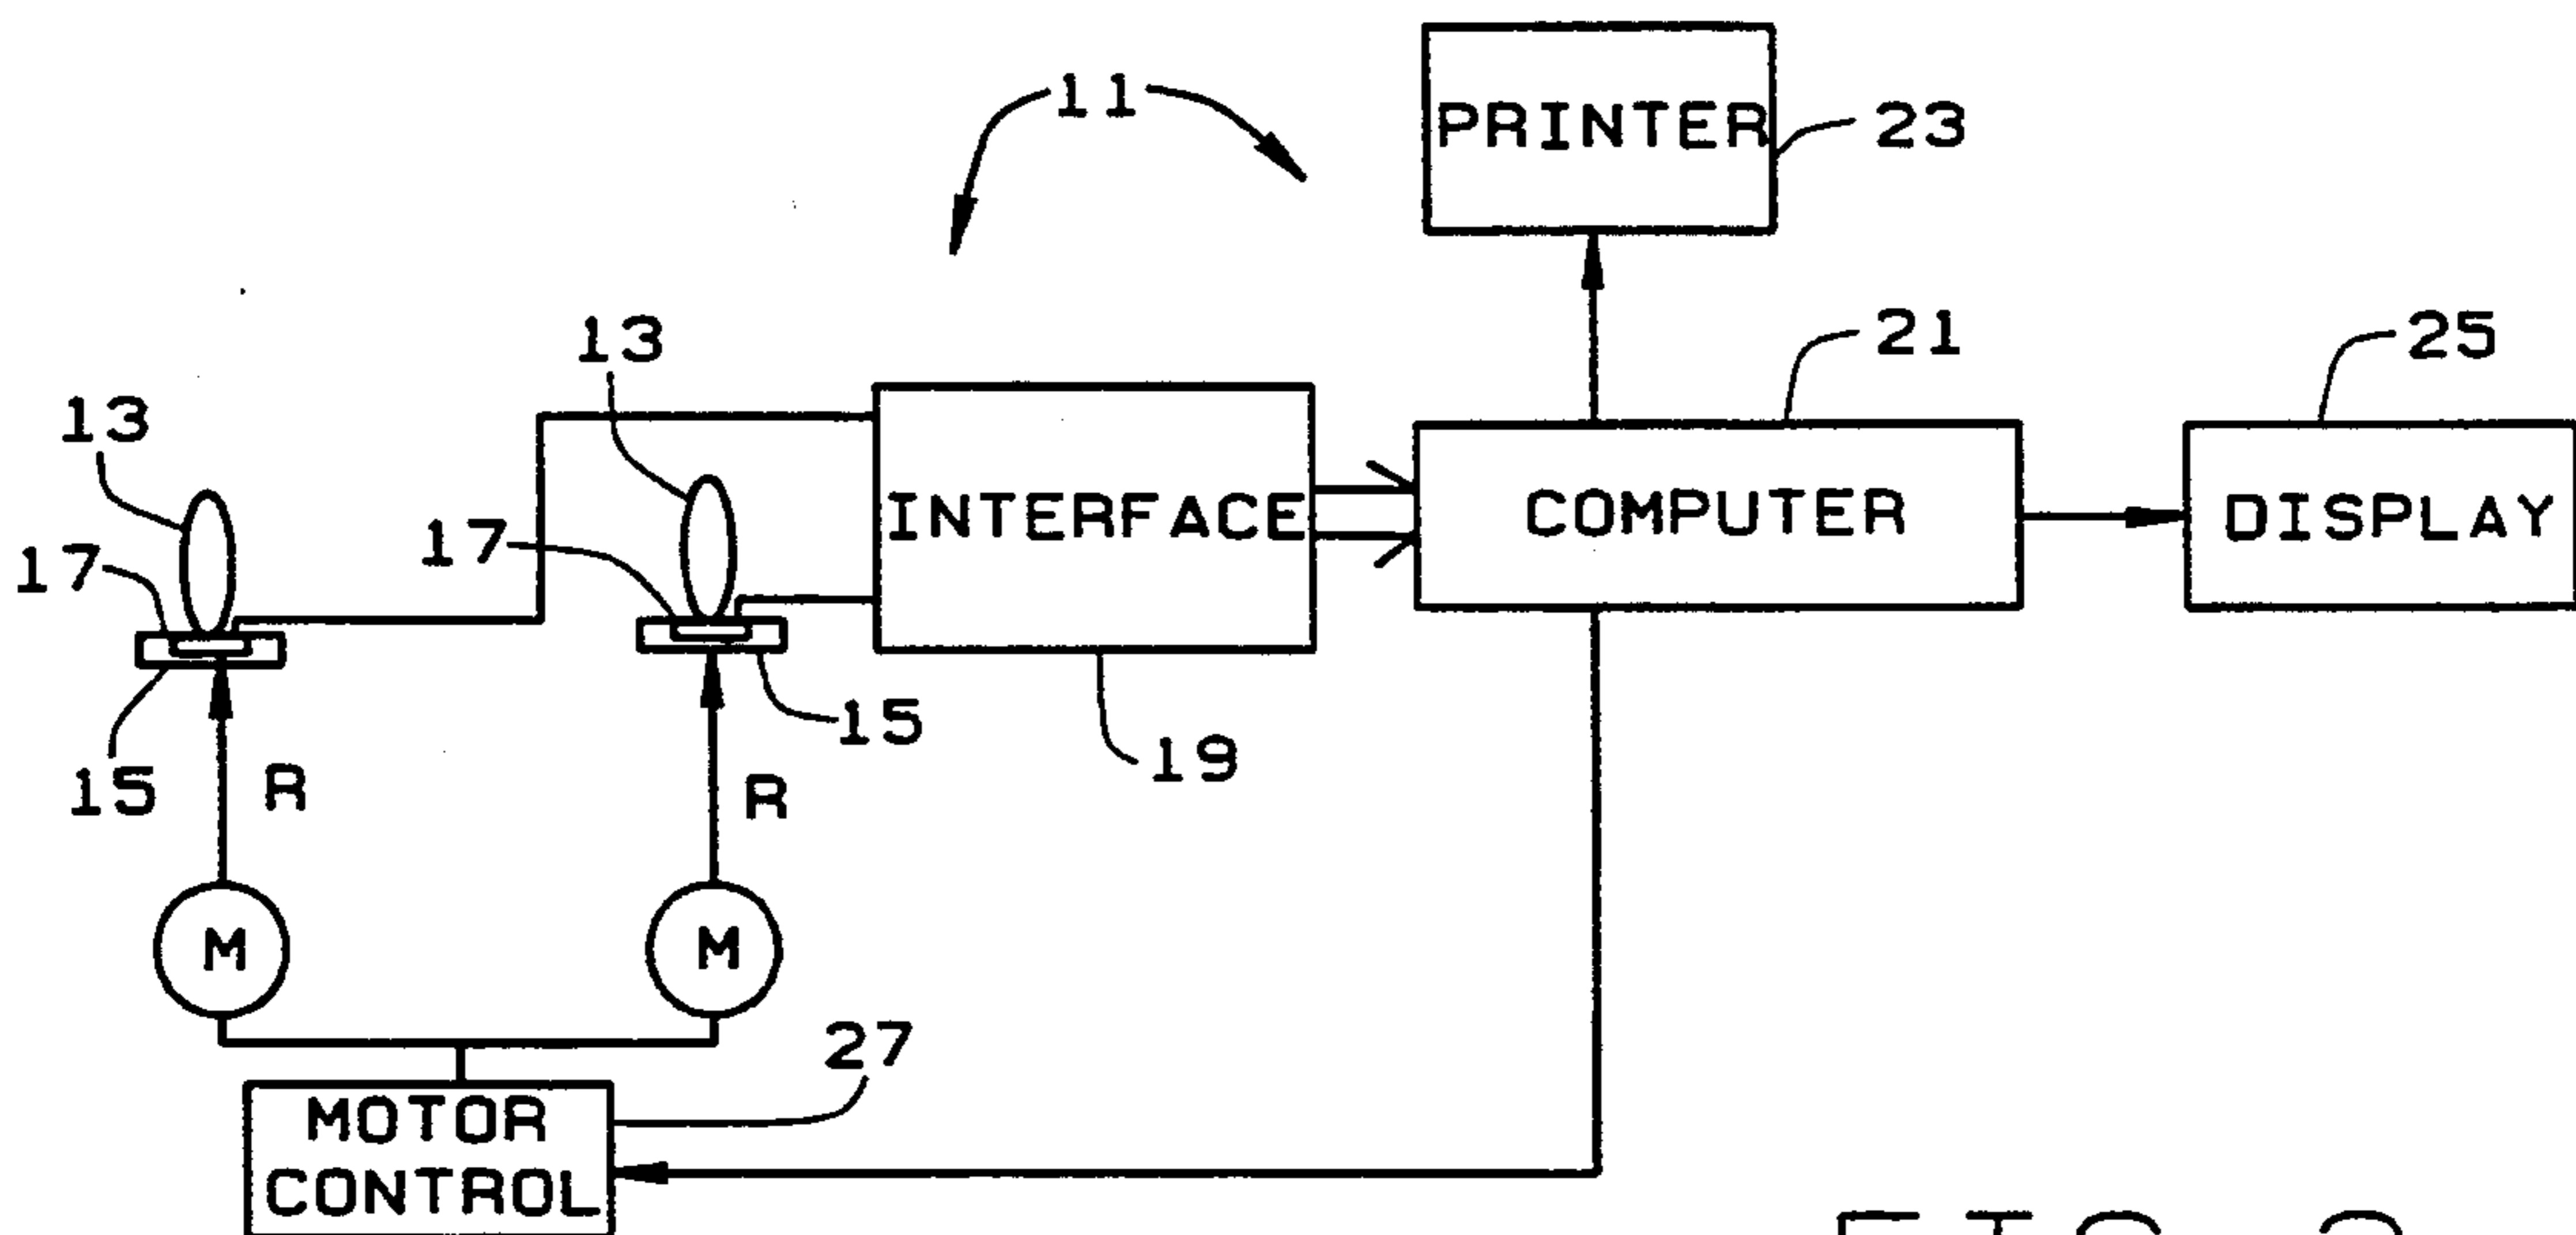 11
PRINTER
23
13
13
21
25
17
17
INTERFACE
COMPUTER
DISPLAY
15
15
R
R
19
M
M
27
MOTOR
CONTROL